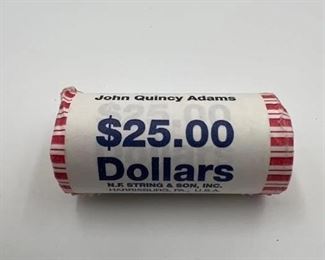 John Quincy Adams
$25.00
Dollars
N.F. STRING & SON, INC.
HARRISBURG, PA., U.S.A.